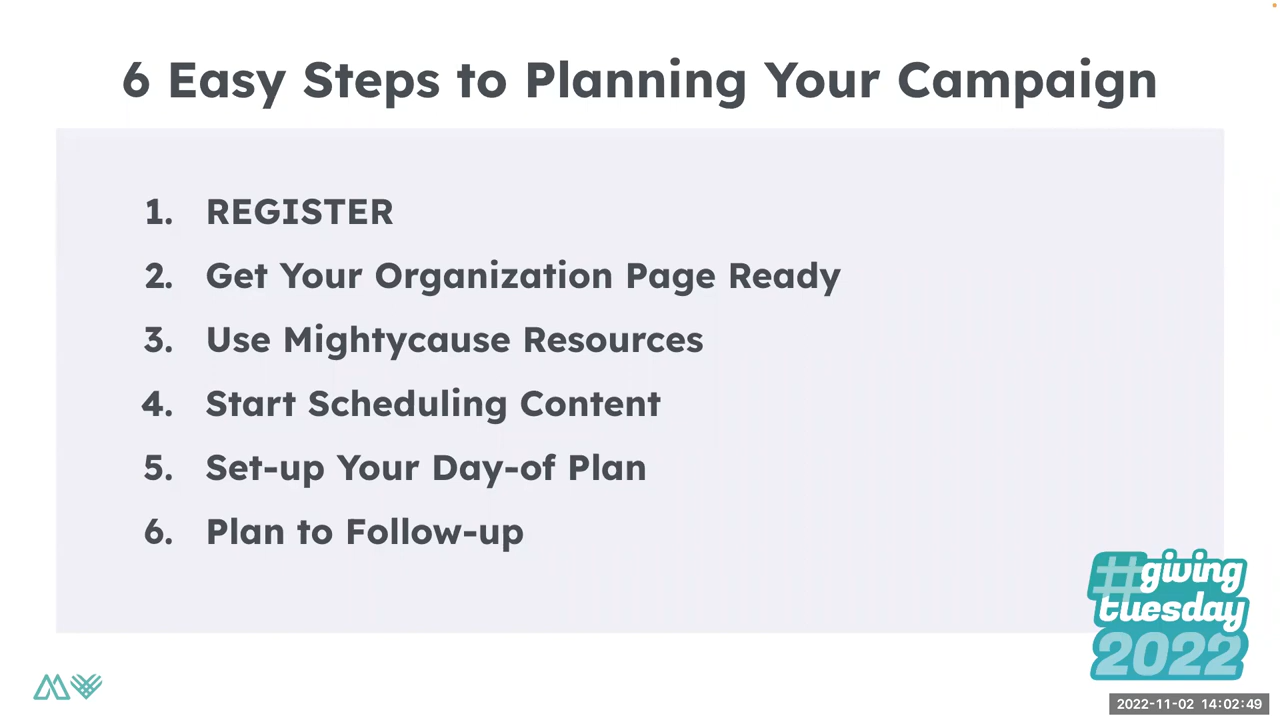 6 Easy Steps to Planning Your Campaign
1. REGISTER
2. Get Your Organization Page Ready
3. Use Mightycause Resources
4. Start Scheduling Content
5. Set-up Your Day-of Plan
6. Plan to Follow-up
#giving
tuesday
2022
2022-11-02 14:02:49